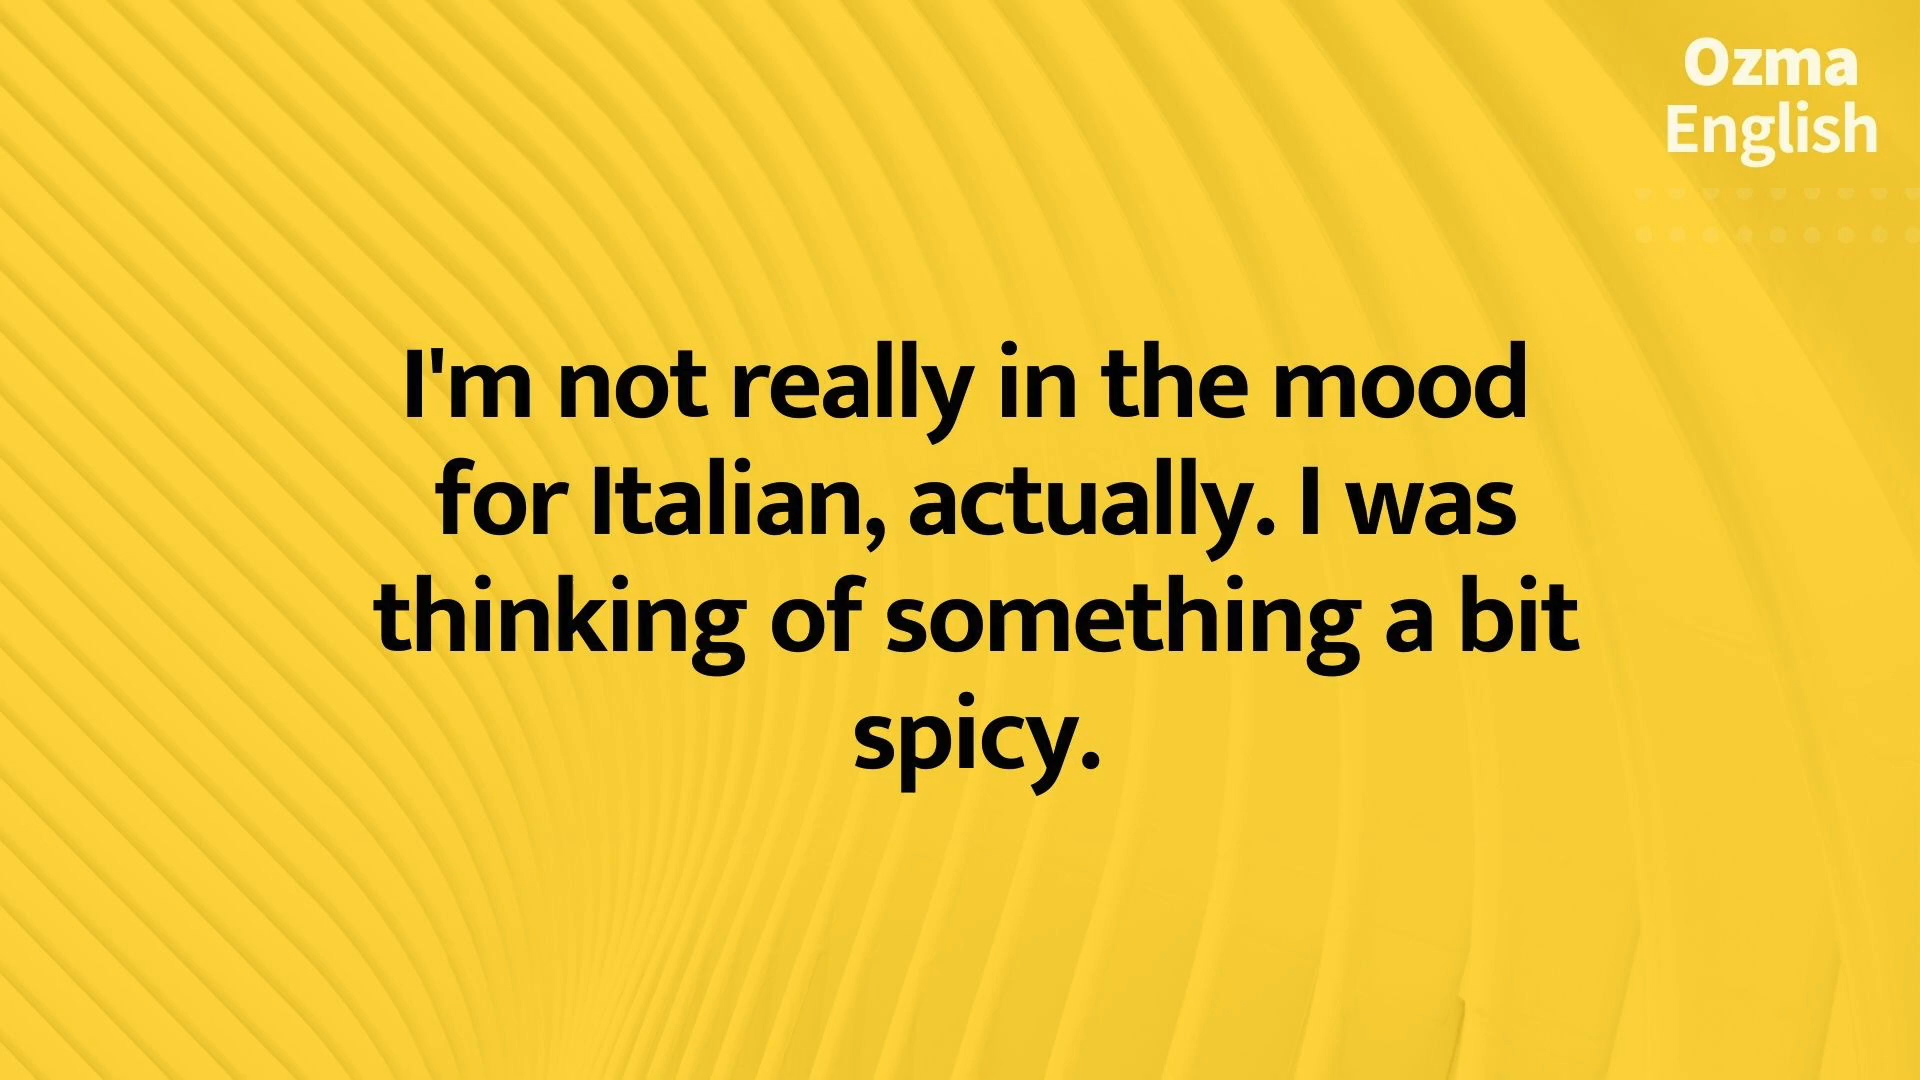 Ozma
English
I'm not really in the mood
for Italian, actually. I was
thinking of something a bit
spicy.